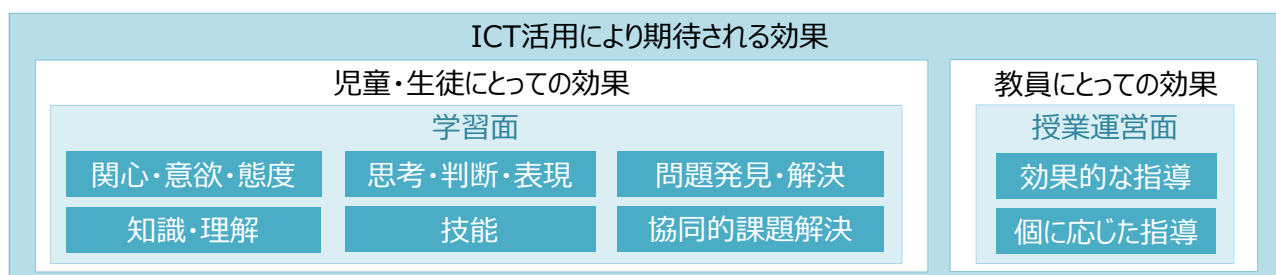 ICT活用により期待される効果
児童・生徒にとっての効果
学習面
関心・意欲・態度
思考・判断・表現
問題発見・解決
知識・理解
技能
協同的課題解決
教員にとっての効果
授業運営面
効果的な指導
個に応じた指導